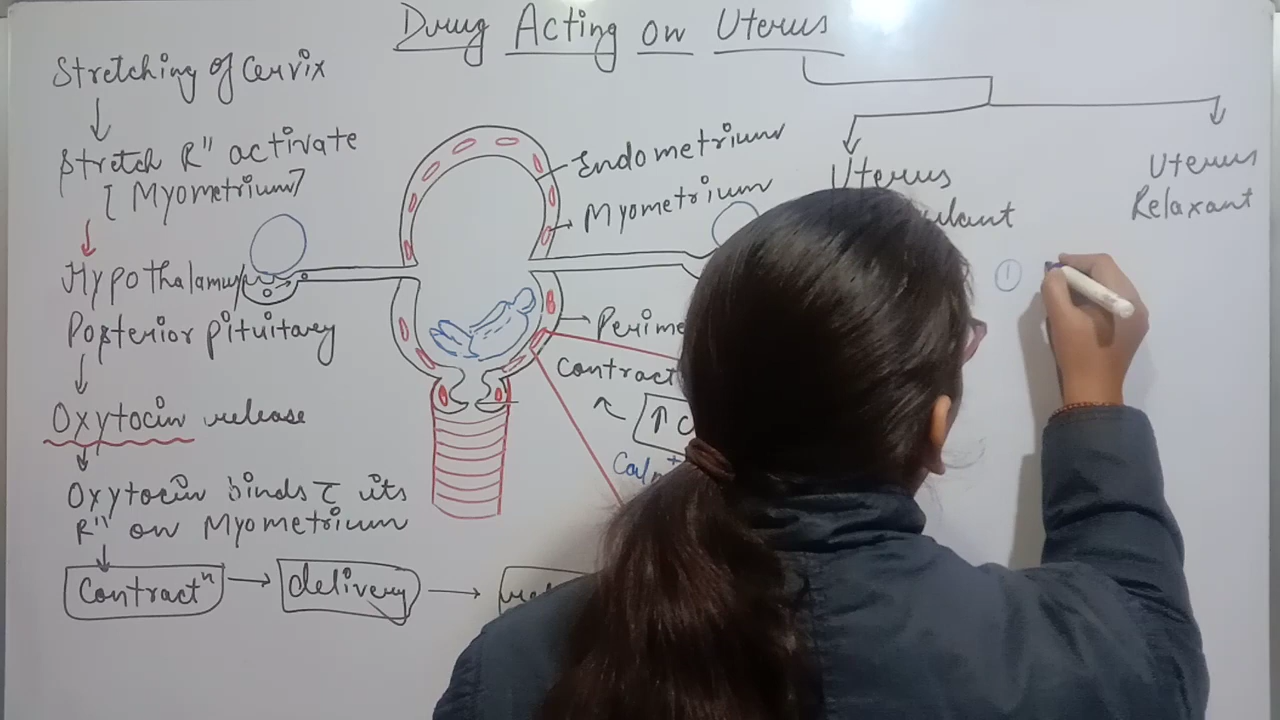 Drug Acting on Uterus
Stretching of Cervix
Stretch R" activate
[Myometrium]
Hypothalamus
Posterior pituitary
Oxytocin release
Oxytocin binds c̄ its
R" on Myometrium
Contractⁿ → delivery →
Endometrium
Myometrium
Contract
↑ C
Uterus
Uterus
Relaxant
①